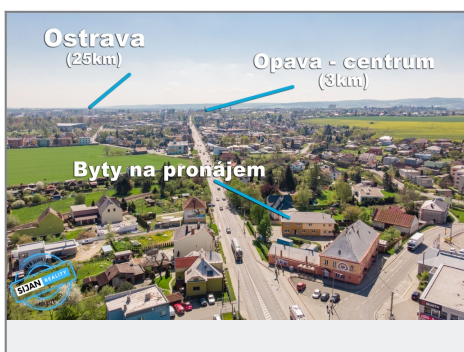 Ostrava
(25km)
Opava - centrum
(3km)
Byty na pronájem
SIJAN REALITY